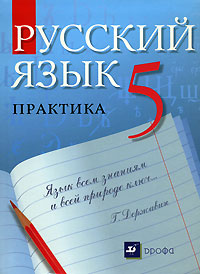 РУССКИЙ
ЯЗЫК
5
ПРАКТИКА
Язык всем знаниям
и всей природе ключ...
Г. Державин
дрофа